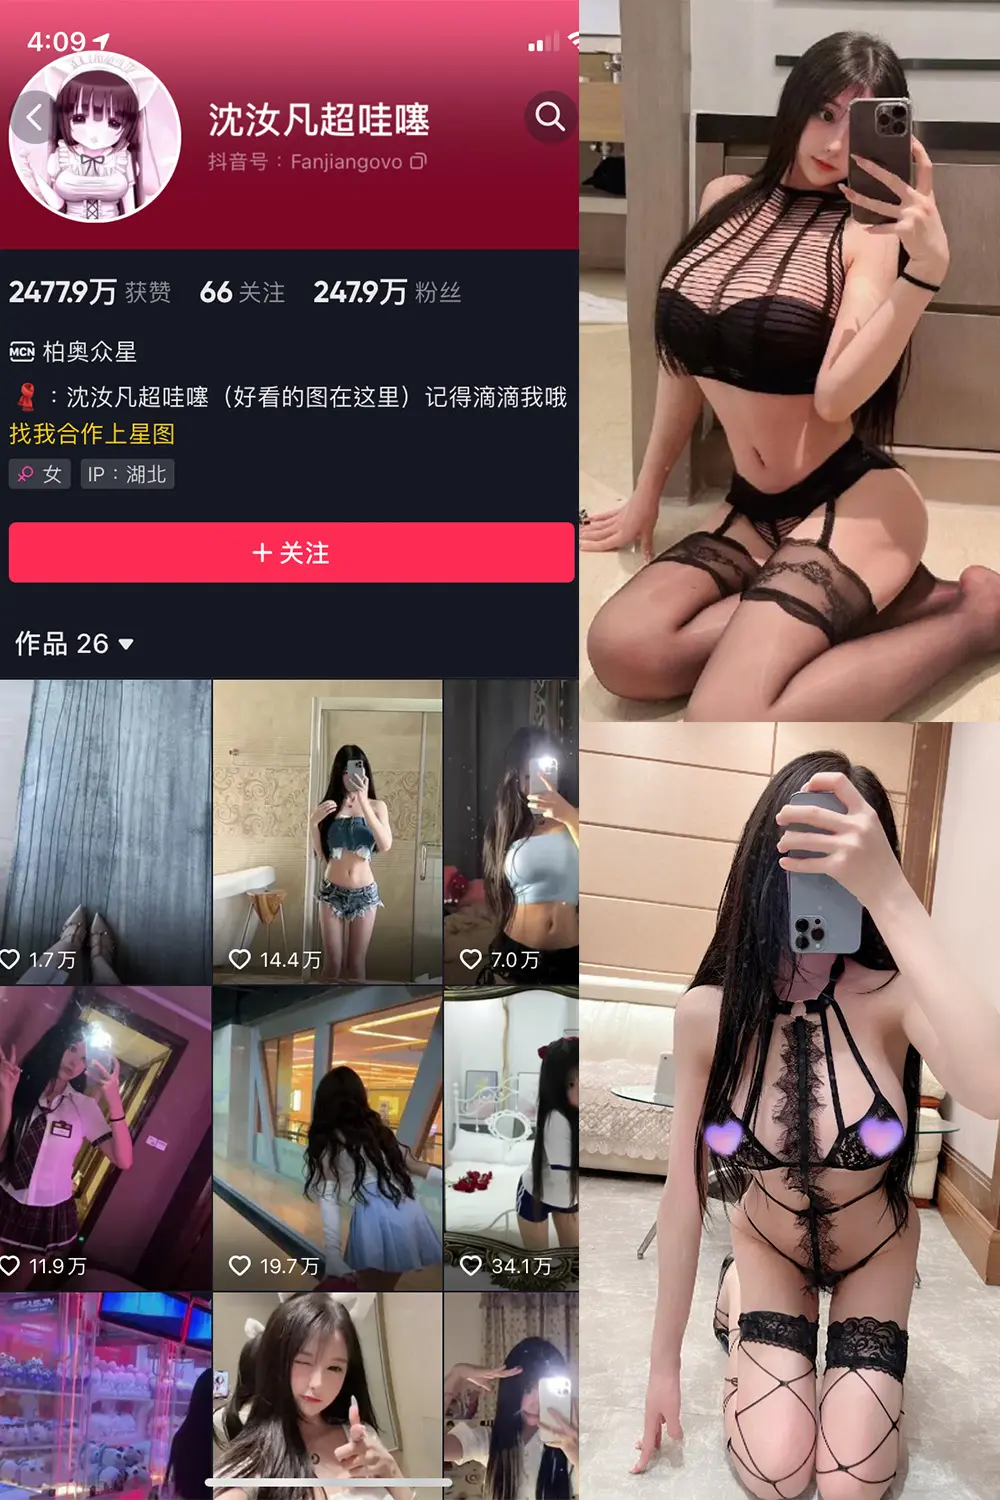 4:09
沈汝凡超哇噻
抖音号：Fanjiangovo
2477.9万 获赞 66 关注 247.9万 粉丝
MCN 柏奥众星
：沈汝凡超哇噻（好看的图在这里）记得滴滴我哦
找我合作上星图
女 IP：湖北
+ 关注
作品 26
1.7万 14.4万 7.0万
11.9万 19.7万 34.1万